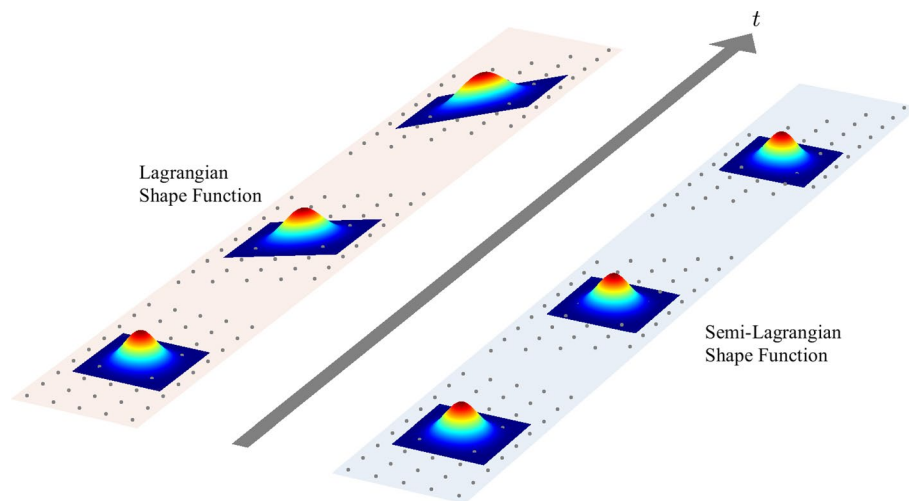 t
Lagrangian
Shape Function
Semi-Lagrangian
Shape Function